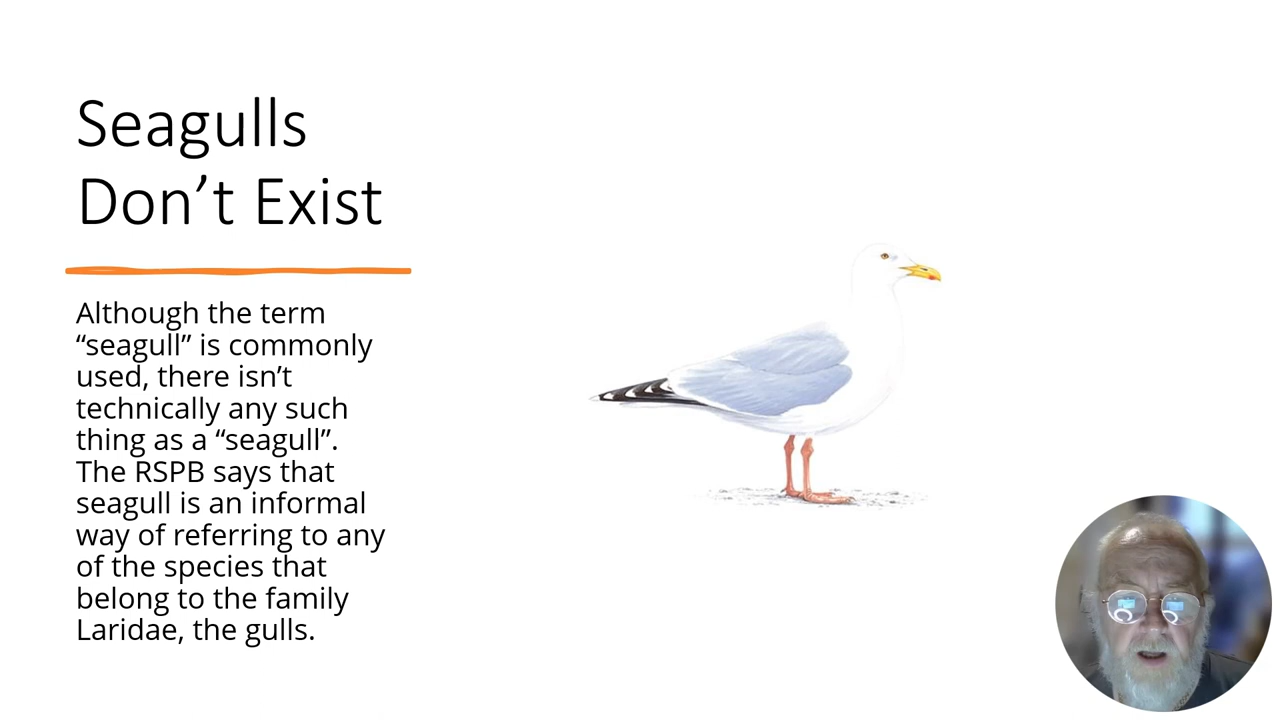 Seagulls
Don’t Exist
Although the term
“seagull” is commonly
used, there isn’t
technically any such
thing as a “seagull”.
The RSPB says that
seagull is an informal
way of referring to any
of the species that
belong to the family
Laridae, the gulls.